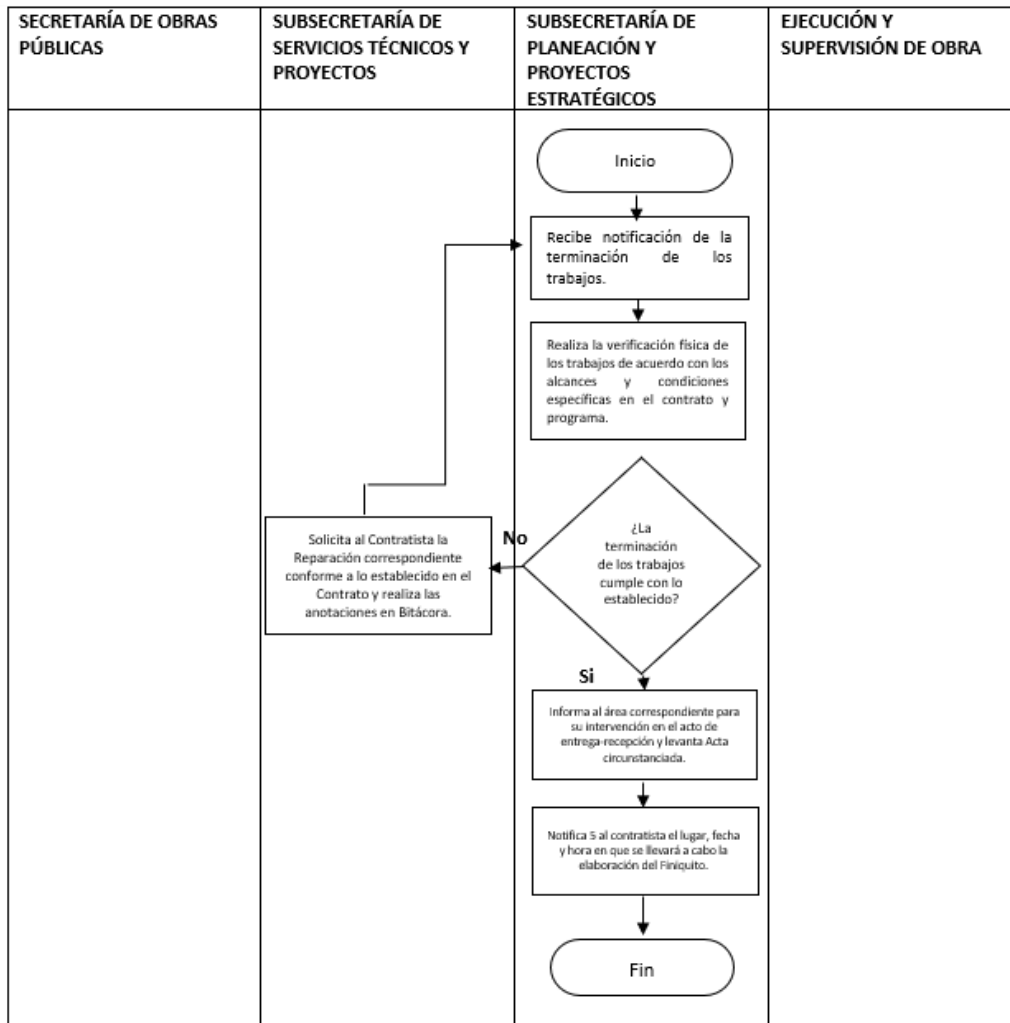 SECRETARÍA DE OBRAS
PÚBLICAS
SUBSECRETARÍA DE
SERVICIOS TÉCNICOS Y
PROYECTOS
SUBSECRETARÍA DE
PLANEACIÓN Y
PROYECTOS
ESTRATÉGICOS
EJECUCIÓN Y
SUPERVISIÓN DE OBRA
Inicio
Recibe notificación de la
terminación de los
trabajos.
Realiza la verificación física de
los trabajos de acuerdo con los
alcances y condiciones
específicas en el contrato y
programa.
¿La
terminación
de los trabajos
cumple con lo
establecido?
No
Solicita al Contratista la
Reparación correspondiente
conforme a lo establecido en el
Contrato y realiza las
anotaciones en Bitácora.
Si
Informa al área correspondiente para
su intervención en el acto de
entrega-recepción y levanta Acta
circunstanciada.
Notifica 5 al contratista el lugar, fecha
y hora en que se llevará a cabo la
elaboración del Finiquito.
Fin